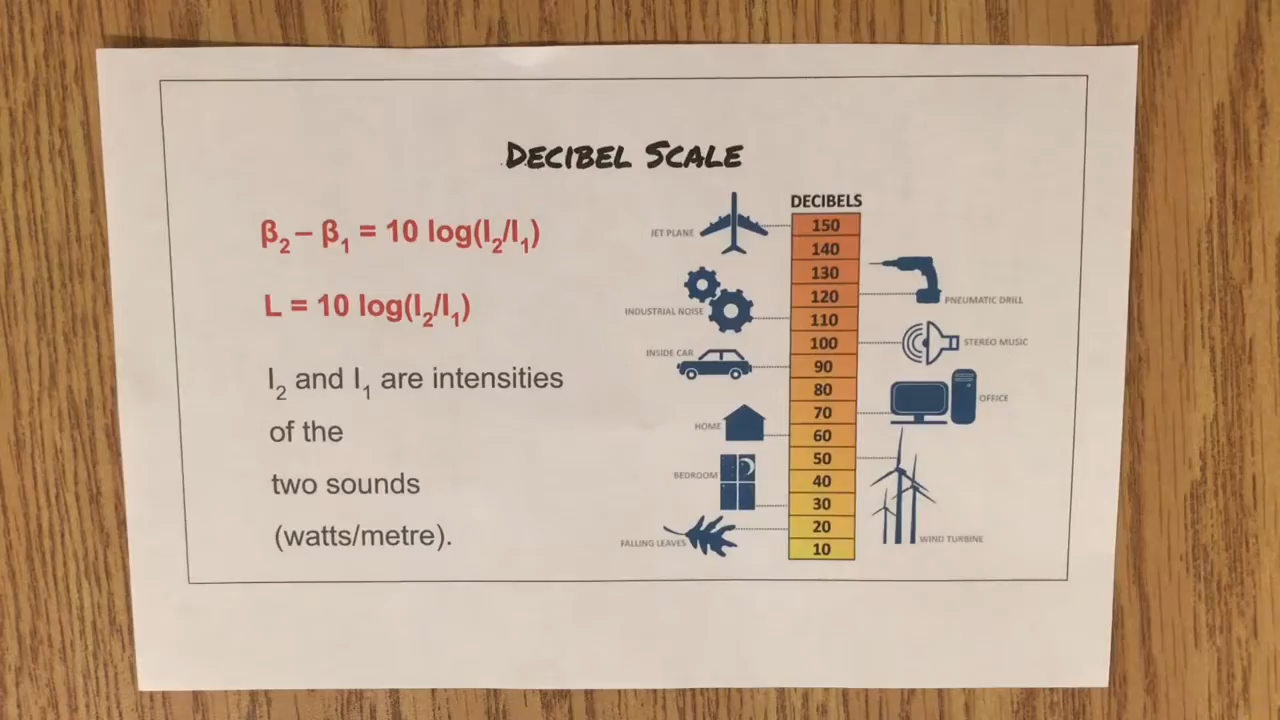 DECIBEL SCALE
β₂ – β₁ = 10 log(I₂/I₁)
L = 10 log(I₂/I₁)
I₂ and I₁ are intensities
of the
two sounds
(watts/metre).
DECIBELS
150
140
130
120
110
100
90
80
70
60
50
40
30
20
10
JET PLANE
INDUSTRIAL NOISE
INSIDE CAR
HOME
BEDROOM
FALLING LEAVES
PNEUMATIC DRILL
STEREO MUSIC
OFFICE
WIND TURBINE